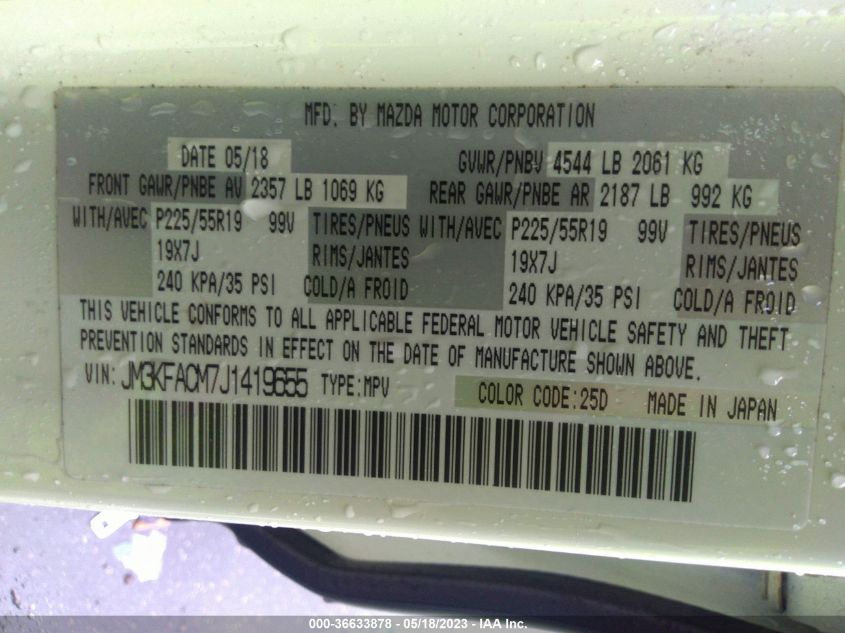 MFD. BY MAZDA MOTOR CORPORATION
DATE 05/18 GVWR/PNBV 4544 LB 2061 KG
FRONT GAWR/PNBE AV 2357 LB 1069 KG REAR GAWR/PNBE AR 2187 LB 992 KG
WITH/AVEC P225/55R19 99V TIRES/PNEUS WITH/AVEC P225/55R19 99V TIRES/PNEUS
19X7J RIMS/JANTES 19X7J RIMS/JANTES
240 KPA/35 PSI COLD/A FROID 240 KPA/35 PSI COLD/A FROID
THIS VEHICLE CONFORMS TO ALL APPLICABLE FEDERAL MOTOR VEHICLE SAFETY AND THEFT
PREVENTION STANDARDS IN EFFECT ON THE DATE OF MANUFACTURE SHOWN ABOVE.
VIN: JM3KFACM7J1419655 TYPE:MPV COLOR CODE:25D MADE IN JAPAN
000-36633878 - 05/18/2023 - IAA Inc.